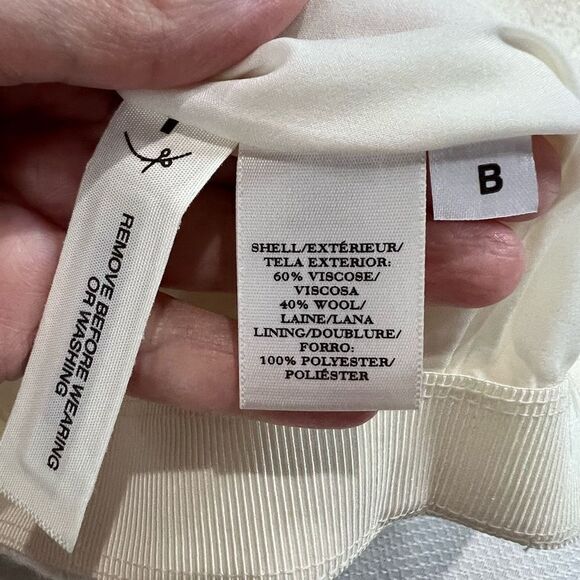 REMOVE BEFORE WEARING
OR WASHING
SHELL/EXTÉRIEUR/
TELA EXTERIOR:
60% VISCOSE/
VISCOSA
40% WOOL/
LAINE/LANA
LINING/DOUBLURE/
FORRO:
100% POLYESTER/
POLIÉSTER
B